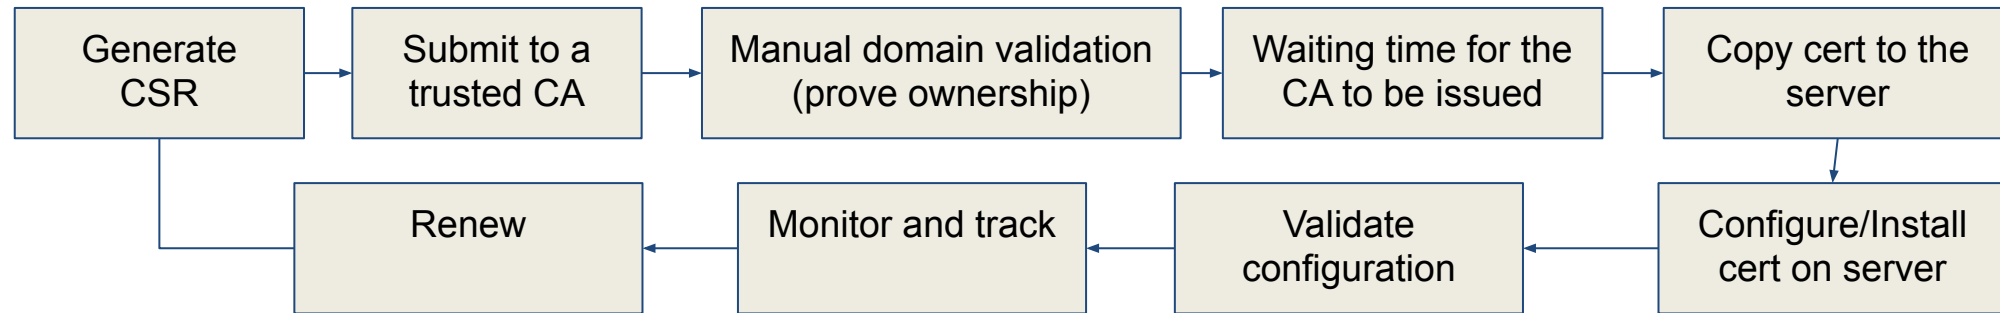 Generate
CSR
Submit to a
trusted CA
Manual domain validation
(prove ownership)
Waiting time for the
CA to be issued
Copy cert to the
server
Configure/Install
cert on server
Validate
configuration
Monitor and track
Renew